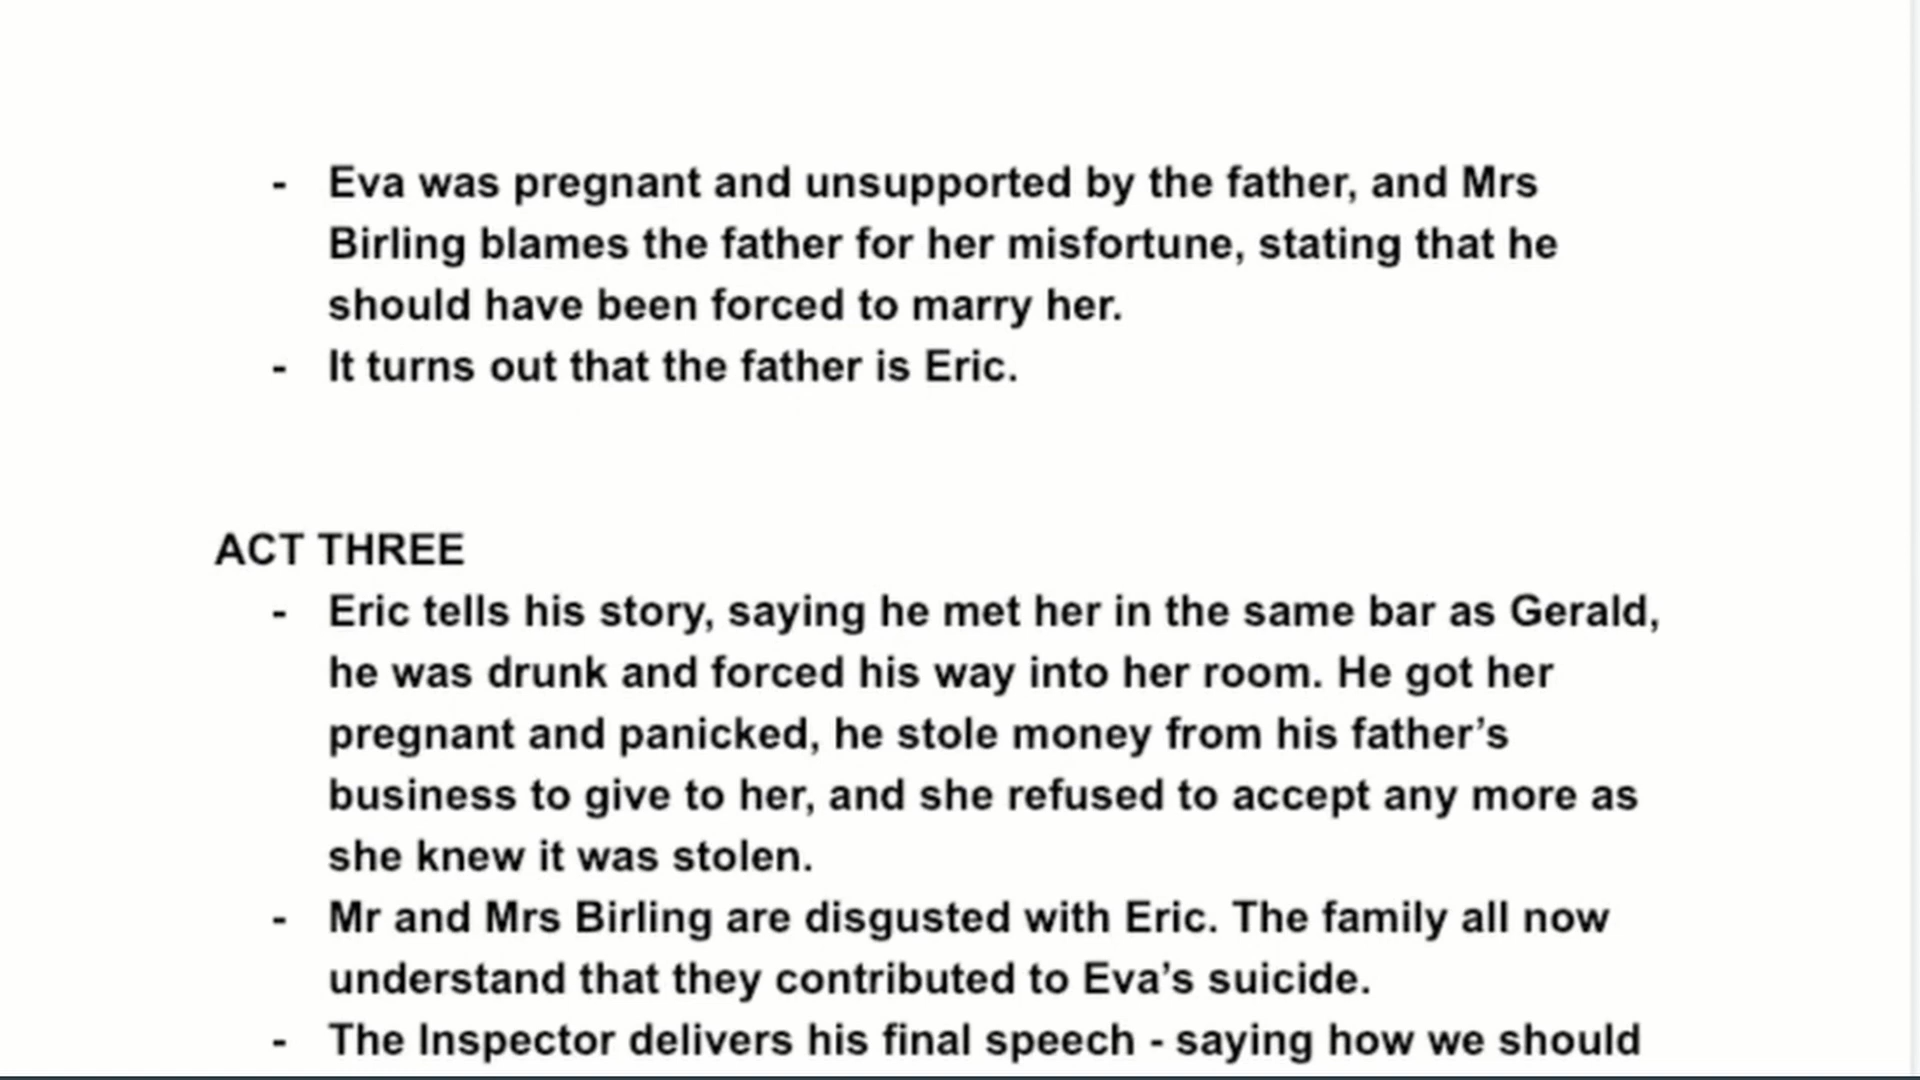 - Eva was pregnant and unsupported by the father, and Mrs
Birling blames the father for her misfortune, stating that he
should have been forced to marry her.
- It turns out that the father is Eric.
ACT THREE
- Eric tells his story, saying he met her in the same bar as Gerald,
he was drunk and forced his way into her room. He got her
pregnant and panicked, he stole money from his father’s
business to give to her, and she refused to accept any more as
she knew it was stolen.
- Mr and Mrs Birling are disgusted with Eric. The family all now
understand that they contributed to Eva’s suicide.
- The Inspector delivers his final speech - saying how we should